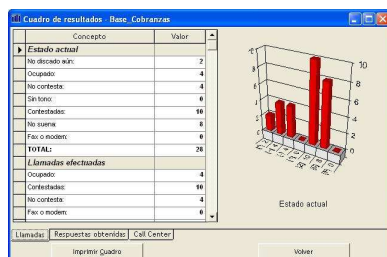 Cuadro de resultados - Base_Cobranzas
Concepto Valor
Estado actual
No discado aún: 2
Ocupado: 4
No contesta: 4
Sin tono: 0
Contestadas: 10
No suena: 8
Fax o modem: 0
TOTAL: 28
Llamadas efectuadas
Ocupado: 4
Contestadas: 10
No contesta: 4
Fax o modem: 0
10
8
6
4
2
0
Estado actual
Llamadas Respuestas obtenidas Call Center
Imprimir Cuadro Volver